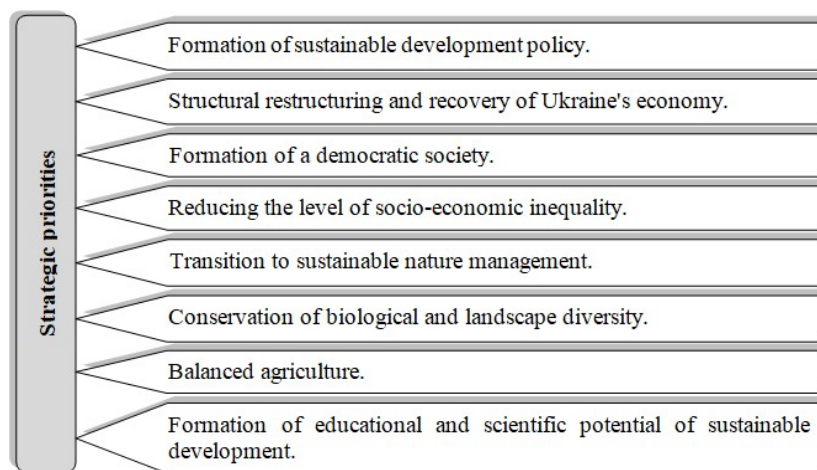 Strategic priorities
Formation of sustainable development policy.
Structural restructuring and recovery of Ukraine's economy.
Formation of a democratic society.
Reducing the level of socio-economic inequality.
Transition to sustainable nature management.
Conservation of biological and landscape diversity.
Balanced agriculture.
Formation of educational and scientific potential of sustainable
development.